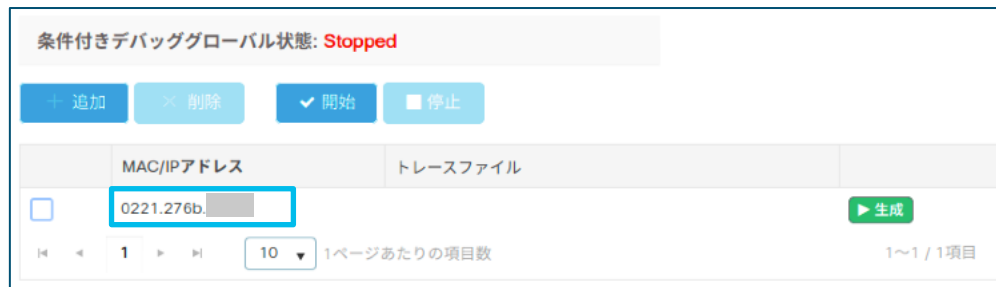 条件付きデバッググローバル状態: Stopped
+ 追加 × 削除 ✔ 開始 ■ 停止
MAC/IPアドレス トレースファイル
0221.276b. ▶ 生成
1 10 1ページあたりの項目数 1～1 / 1項目